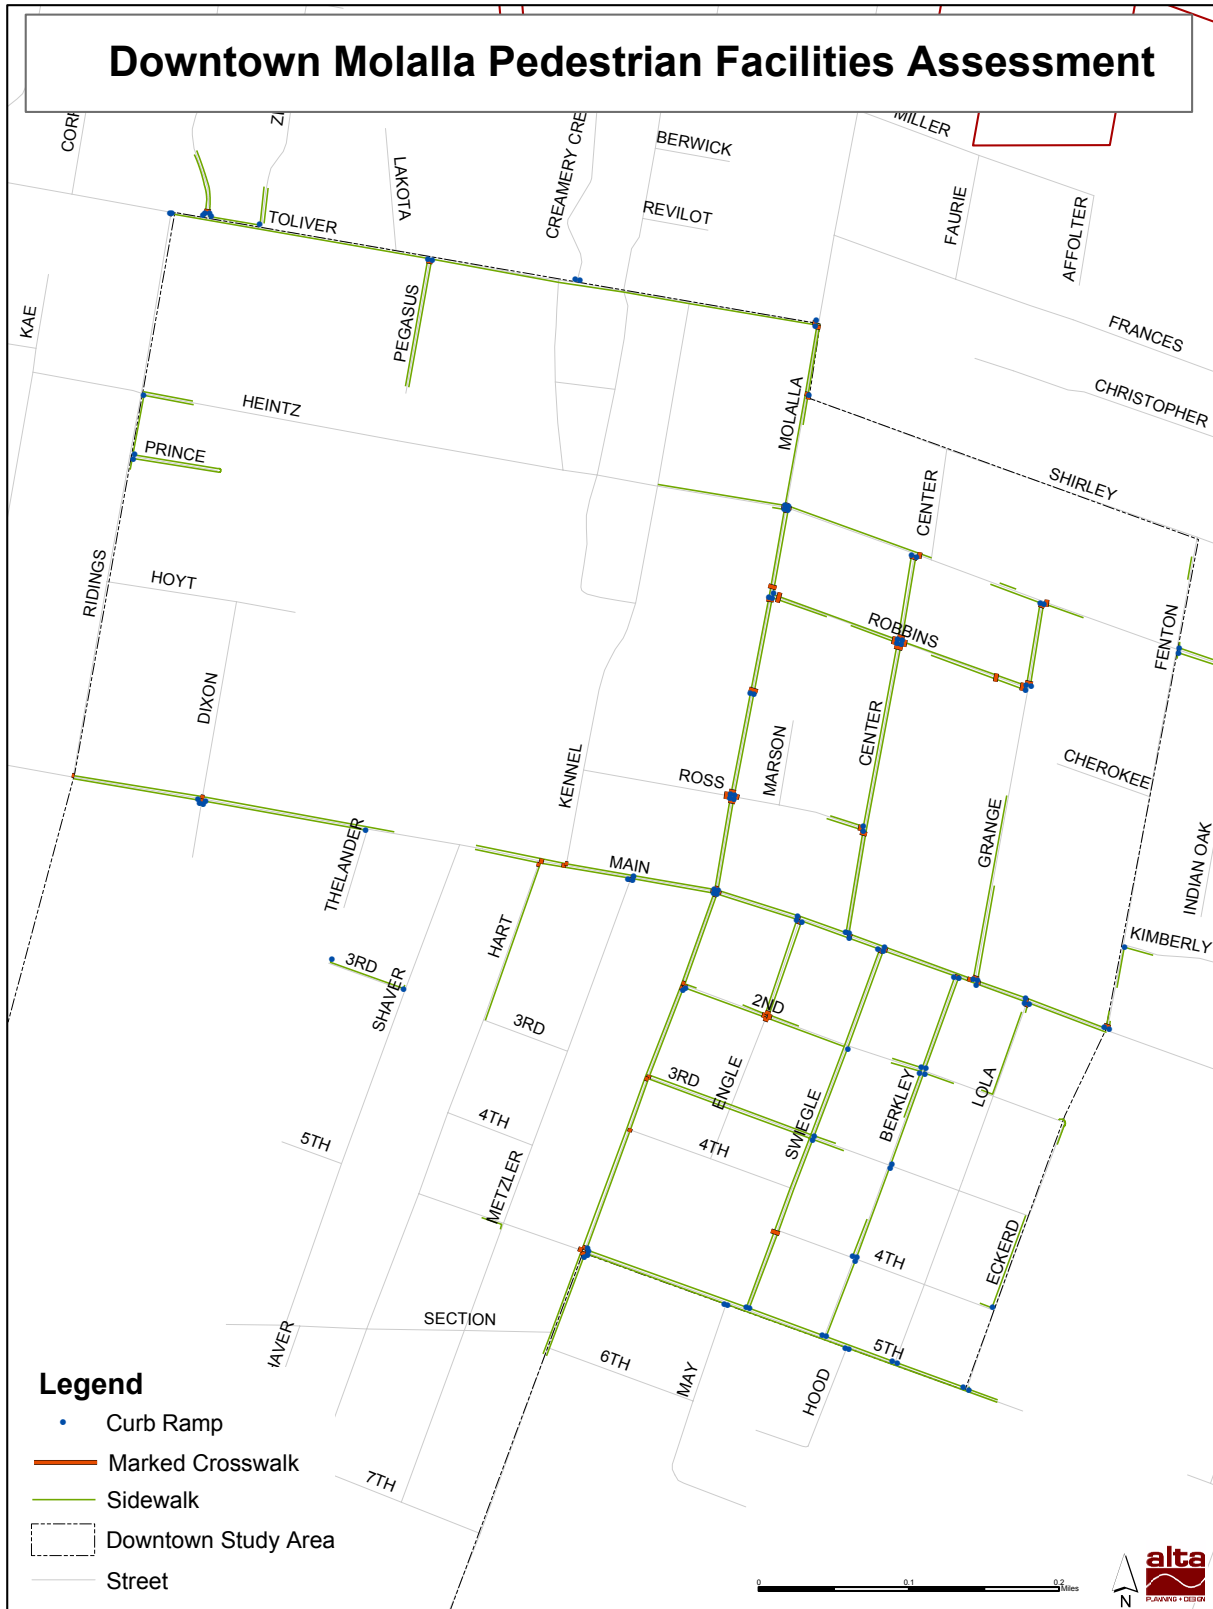 Downtown Molalla Pedestrian Facilities Assessment
MILLER
BERWICK
LAKOTA
CREAMERY CRE
REVILOT
FAURIE
AFFOLTER
TOLIVER
KAE
PEGASUS
FRANCES
CHRISTOPHER
HEINTZ
MOLALLA
PRINCE
SHIRLEY
CENTER
RIDINGS
HOYT
ROBBINS
FENTON
DIXON
KENNEL
ROSS
MARSON
CENTER
CHEROKEE
GRANGE
THELANDER
MAIN
INDIAN OAK
HART
KIMBERLY
3RD
SHAVER
3RD
2ND
3RD
ENGLE
SWIEGLE
BERKLEY
LOLA
5TH
4TH
4TH
METZLER
4TH
ECKERD
SECTION
HAVER
6TH
MAY
HOOD
5TH
7TH
Legend
Curb Ramp
Marked Crosswalk
Sidewalk
Downtown Study Area
Street
0 0.1 0.2
Miles
N
alta
PLANNING + DESIGN